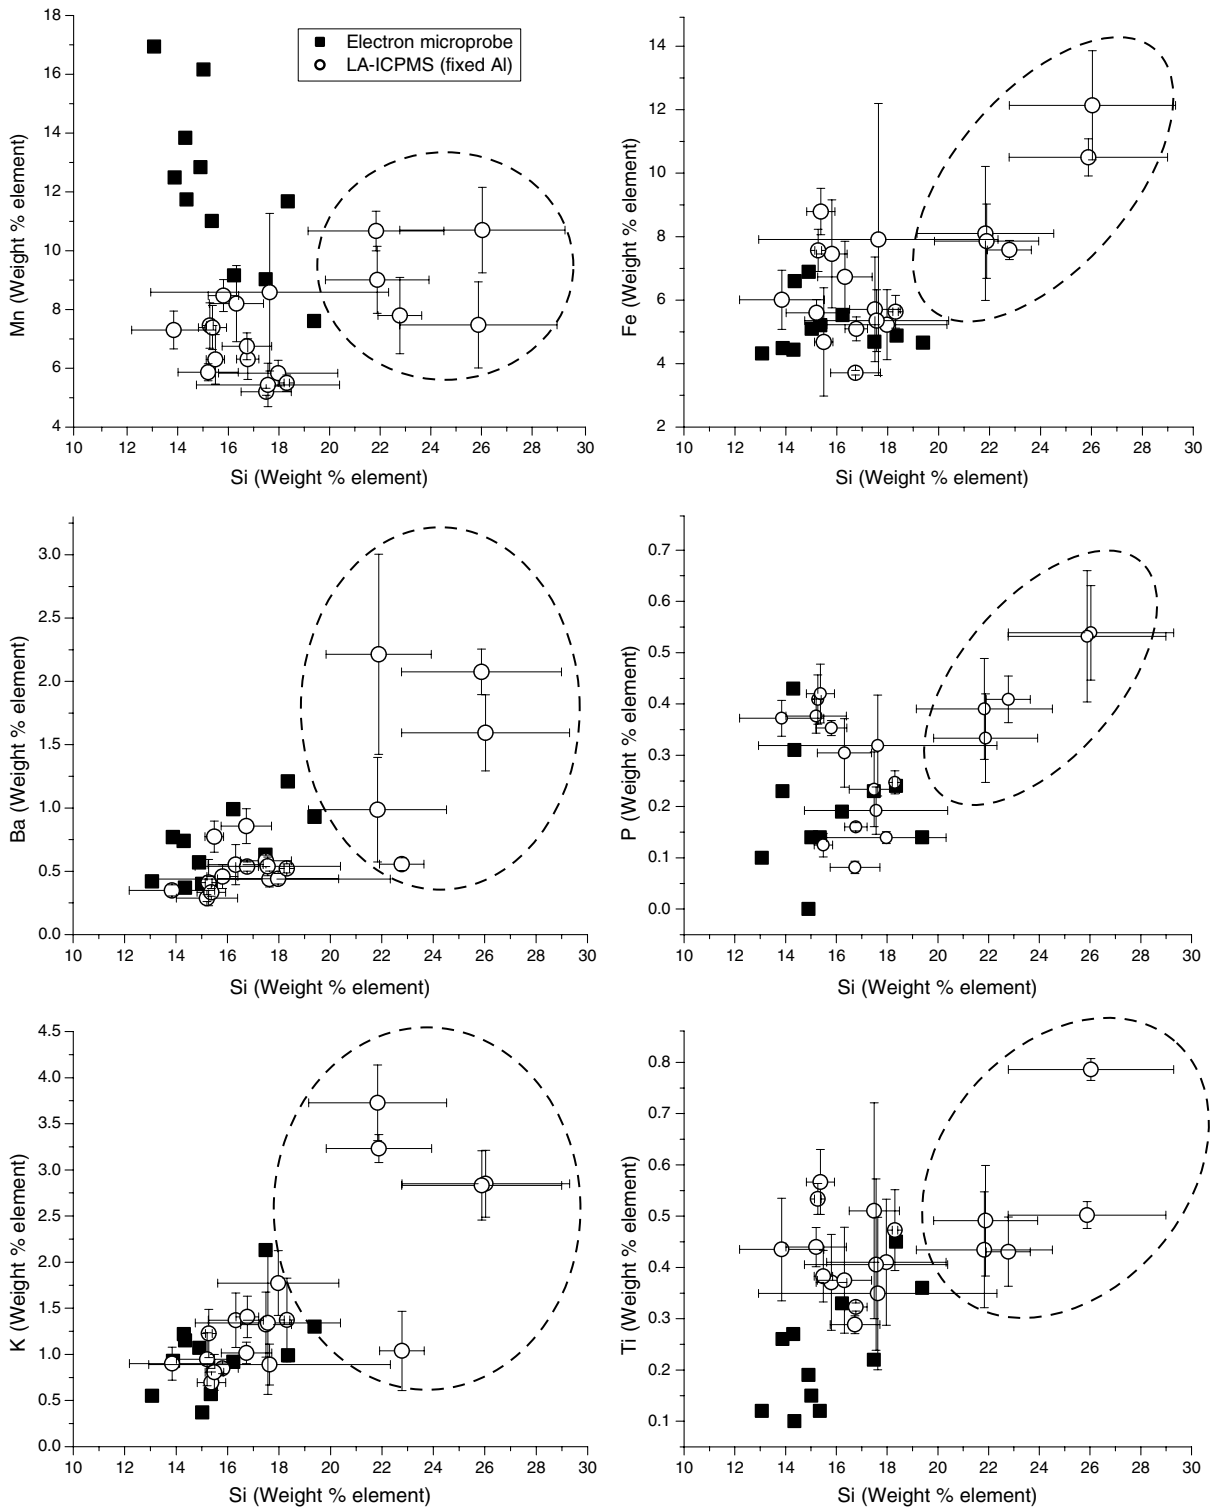 18
16
14
12
10
8
6
4
Mn (Weight % element)
Electron microprobe
LA-ICPMS (fixed Al)
10 12 14 16 18 20 22 24 26 28 30
Si (Weight % element)
14
12
10
8
6
4
2
Fe (Weight % element)
10 12 14 16 18 20 22 24 26 28 30
Si (Weight % element)
3.0
2.5
2.0
1.5
1.0
0.5
0.0
Ba (Weight % element)
10 12 14 16 18 20 22 24 26 28 30
Si (Weight % element)
0.7
0.6
0.5
0.4
0.3
0.2
0.1
0.0
P (Weight % element)
10 12 14 16 18 20 22 24 26 28 30
Si (Weight % element)
4.5
4.0
3.5
3.0
2.5
2.0
1.5
1.0
0.5
0.0
K (Weight % element)
10 12 14 16 18 20 22 24 26 28 30
Si (Weight % element)
0.8
0.7
0.6
0.5
0.4
0.3
0.2
0.1
Ti (Weight % element)
10 12 14 16 18 20 22 24 26 28 30
Si (Weight % element)